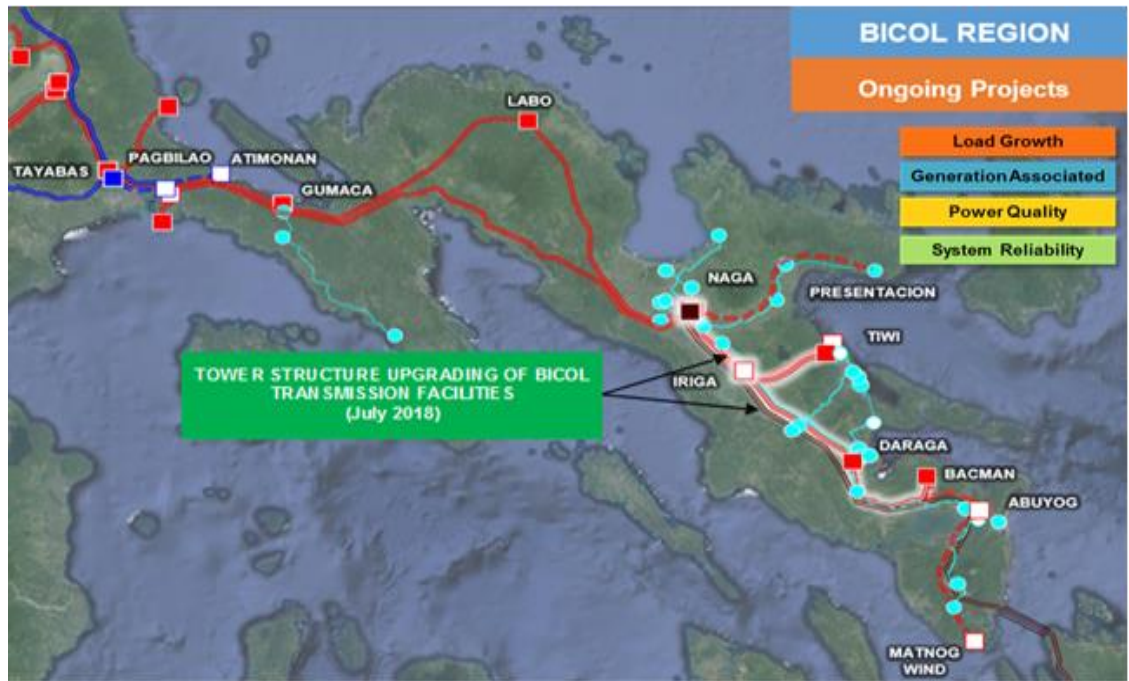 BICOL REGION
Ongoing Projects
Load Growth
Generation Associated
Power Quality
System Reliability
LABO
TAYABAS
PAGBILAO
ATIMONAN
GUMACA
NAGA
PRESENTACION
TIWI
IRIGA
TOWER STRUCTURE UPGRADING OF BICOL
TRANSMISSION FACILITIES
(July 2018)
DARAGA
BACMAN
ABUYOG
MATNOG
WIND